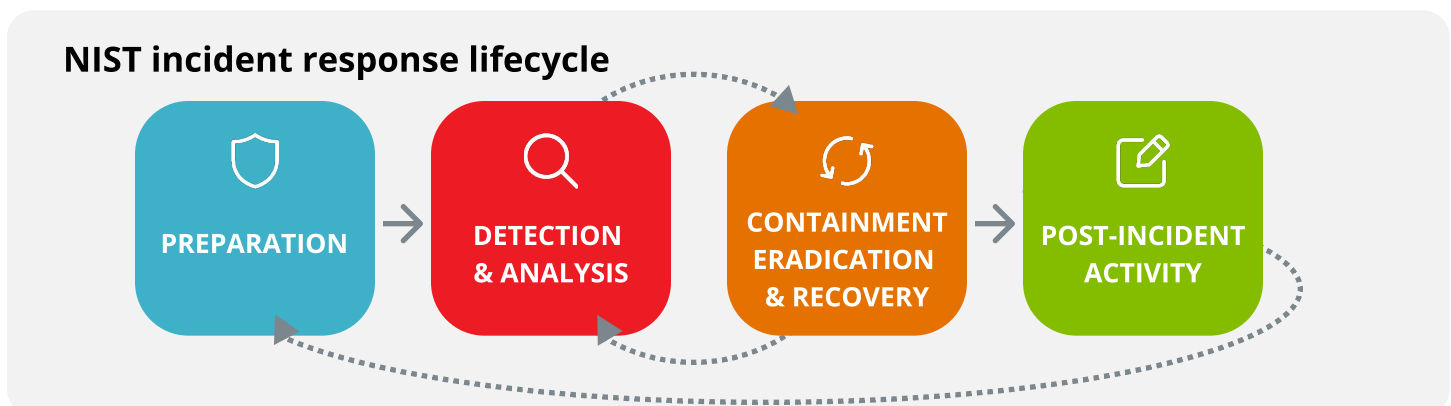 NIST incident response lifecycle
PREPARATION
DETECTION
& ANALYSIS
CONTAINMENT
ERADICATION
& RECOVERY
POST-INCIDENT
ACTIVITY